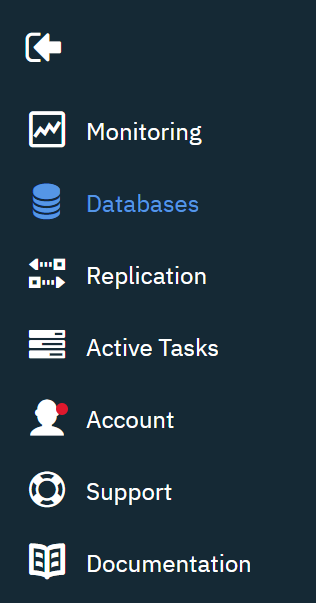 Monitoring
Databases
Replication
Active Tasks
Account
Support
Documentation